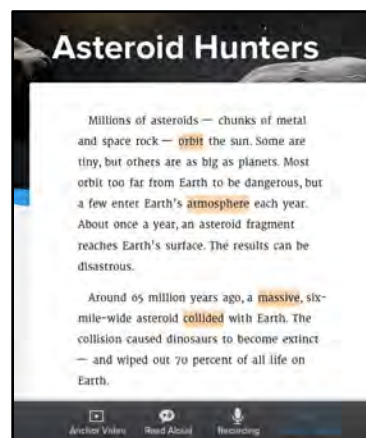 Asteroid Hunters
Millions of asteroids — chunks of metal
and space rock — orbit the sun. Some are
tiny, but others are as big as planets. Most
orbit too far from Earth to be dangerous, but
a few enter Earth's atmosphere each year.
About once a year, an asteroid fragment
reaches Earth's surface. The results can be
disastrous.
Around 65 million years ago, a massive, six-
mile-wide asteroid collided with Earth. The
collision caused dinosaurs to become extinct
— and wiped out 70 percent of all life on
Earth.
Anchor Video Read Aloud Recording